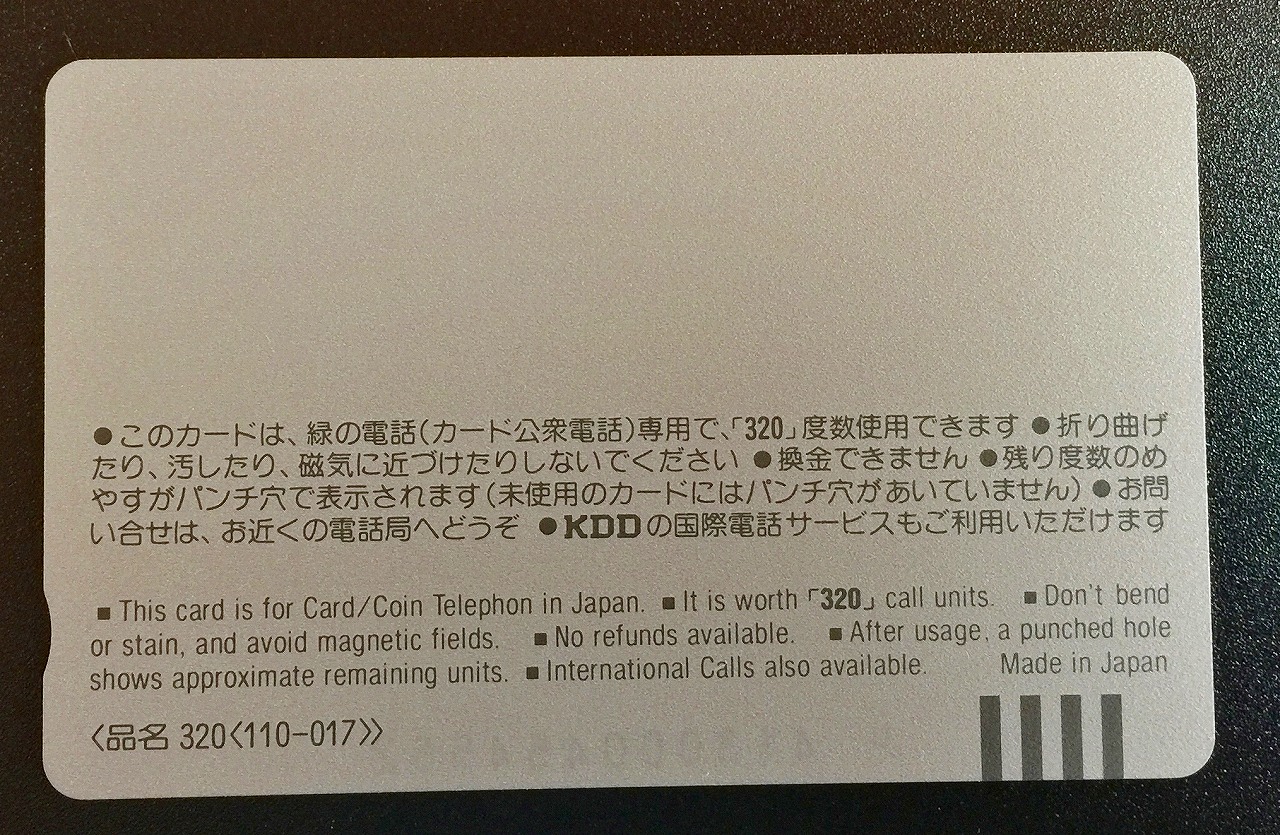 ●このカードは、緑の電話(カード公衆電話)専用で、「320」度数使用できます ●折り曲げ
たり、汚したり、磁気に近づけたりしないでください ●換金できません ●残り度数のめ
やすがパンチ穴で表示されます(未使用のカードにはパンチ穴があいていません) ●お問
い合せは、お近くの電話局へどうぞ ●KDDの国際電話サービスもご利用いただけます
■This card is for Card/Coin Telephon in Japan. ■It is worth「320」call units. ■Don't bend
or stain, and avoid magnetic fields. ■No refunds available. ■After usage, a punched hole
shows approximate remaining units. ■International Calls also available. Made in Japan
〈品名 320〈110-017〉〉